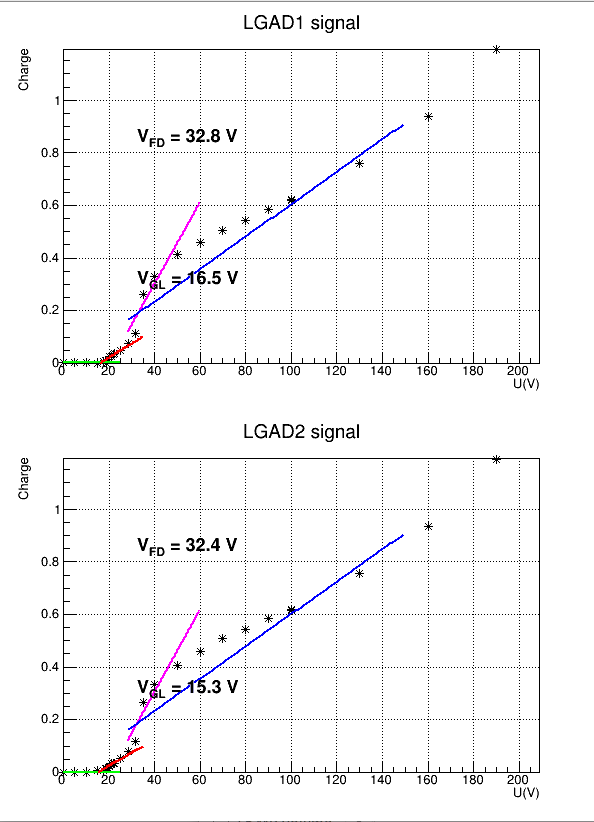 LGAD1 signal
Charge
1
0.8
0.6
0.4
0.2
0
V_FD = 32.8 V
V_GL = 16.5 V
0 20 40 60 80 100 120 140 160 180 200
U(V)
LGAD2 signal
Charge
1
0.8
0.6
0.4
0.2
0
V_FD = 32.4 V
V_GL = 15.3 V
0 20 40 60 80 100 120 140 160 180 200
U(V)